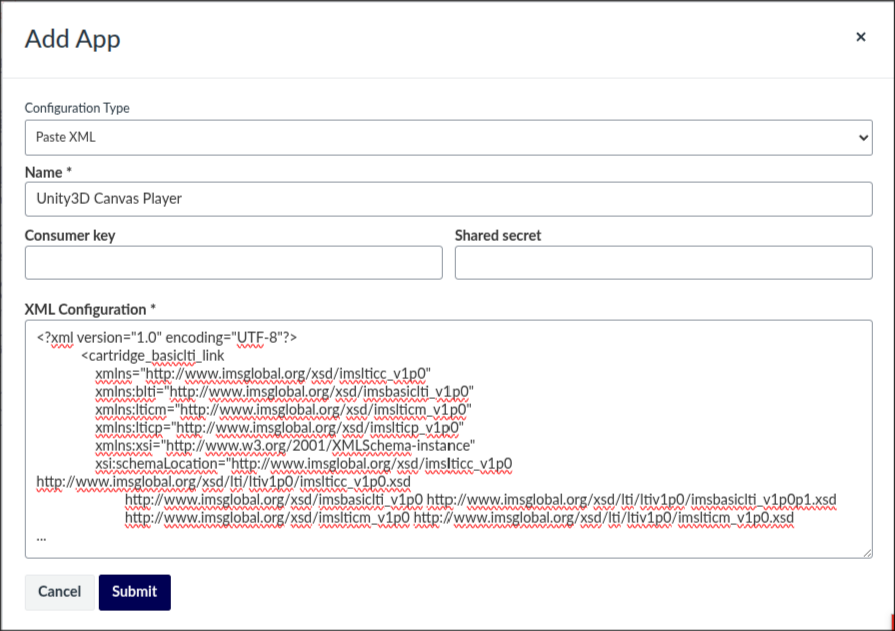 Add App
×
Configuration Type
Paste XML
Name *
Unity3D Canvas Player
Consumer key
Shared secret
XML Configuration *
<?xml version="1.0" encoding="UTF-8"?>
<cartridge_basiclti_link
xmlns="http://www.imsglobal.org/xsd/imslticc_v1p0"
xmlns:blti="http://www.imsglobal.org/xsd/imsbasiclti_v1p0"
xmlns:lticm="http://www.imsglobal.org/xsd/imslticm_v1p0"
xmlns:lticp="http://www.imsglobal.org/xsd/imslticp_v1p0"
xmlns:xsi="http://www.w3.org/2001/XMLSchema-instance"
xsi:schemaLocation="http://www.imsglobal.org/xsd/imslticc_v1p0
http://www.imsglobal.org/xsd/lti/ltiv1p0/imslticc_v1p0.xsd
http://www.imsglobal.org/xsd/imsbasiclti_v1p0 http://www.imsglobal.org/xsd/lti/ltiv1p0/imsbasiclti_v1p0p1.xsd
http://www.imsglobal.org/xsd/imslticm_v1p0 http://www.imsglobal.org/xsd/lti/ltiv1p0/imslticm_v1p0.xsd
...
Cancel
Submit